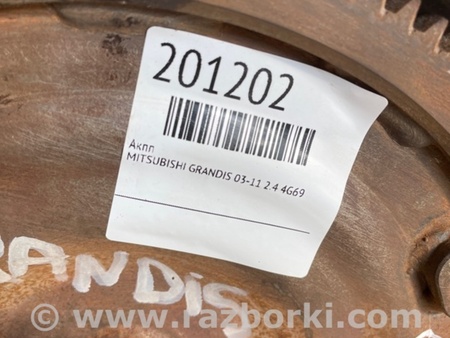 201202
Акпп
MITSUBISHI GRANDIS 03-11 2.4 4G69
RANDIS
www.razborki.com